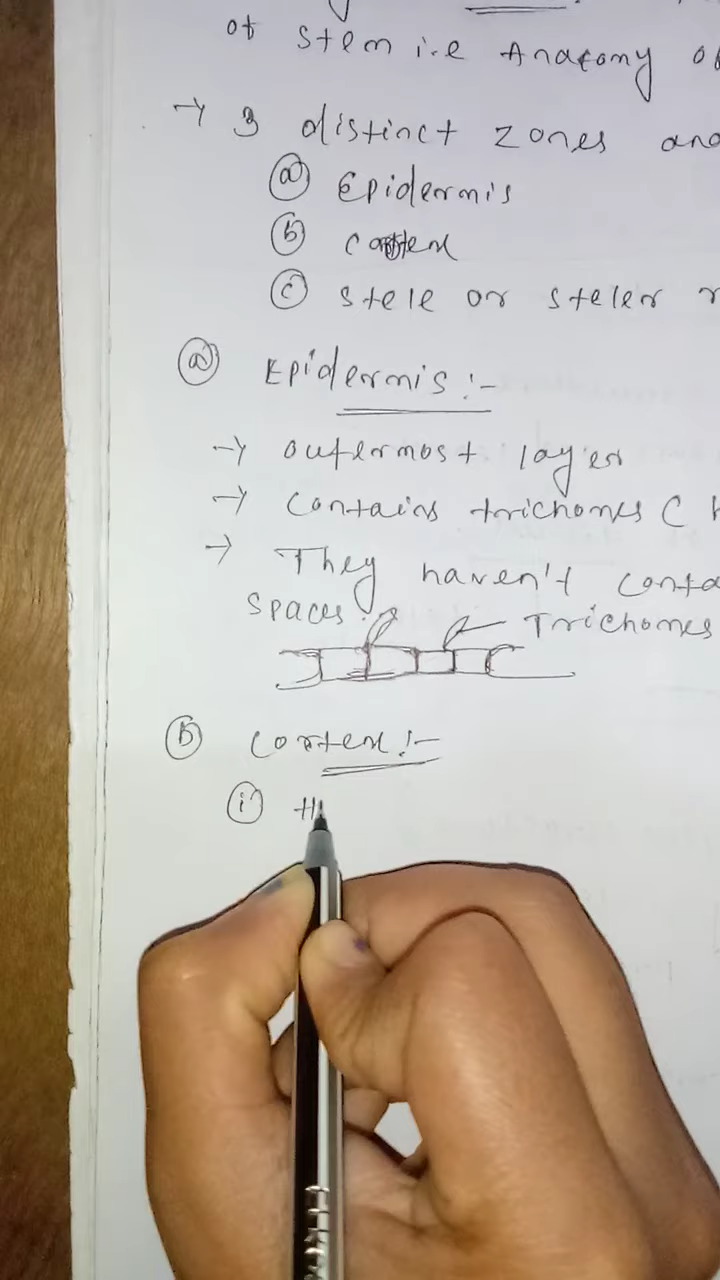 of stem i.e Anatomy of
→ 3 distinct zones and
(a) Epidermis
(b) cortex
(c) stele or steler r
(a) Epidermis :-
→ outermost layer
→ contains trichomes ( h
→ They haven't conta
spaces.
← Trichomes
(b) cortex :-
(i) H